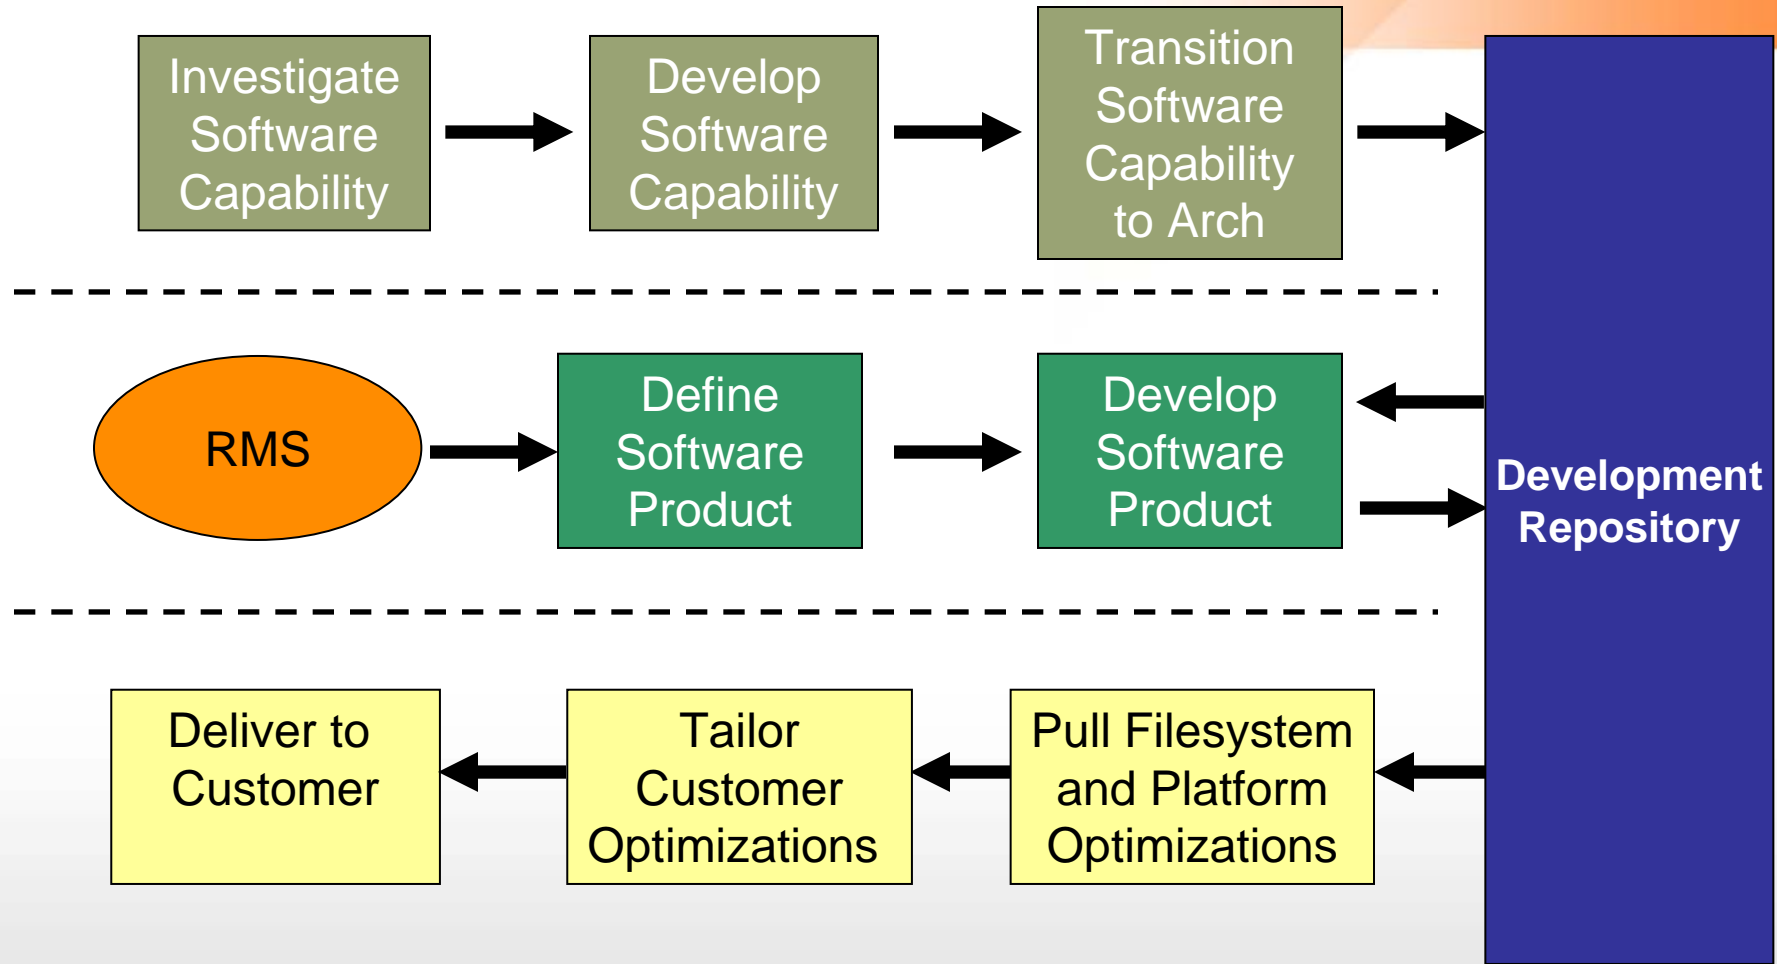 Investigate
Software
Capability
Develop
Software
Capability
Transition
Software
Capability
to Arch
RMS
Define
Software
Product
Develop
Software
Product
Development
Repository
Deliver to
Customer
Tailor
Customer
Optimizations
Pull Filesystem
and Platform
Optimizations